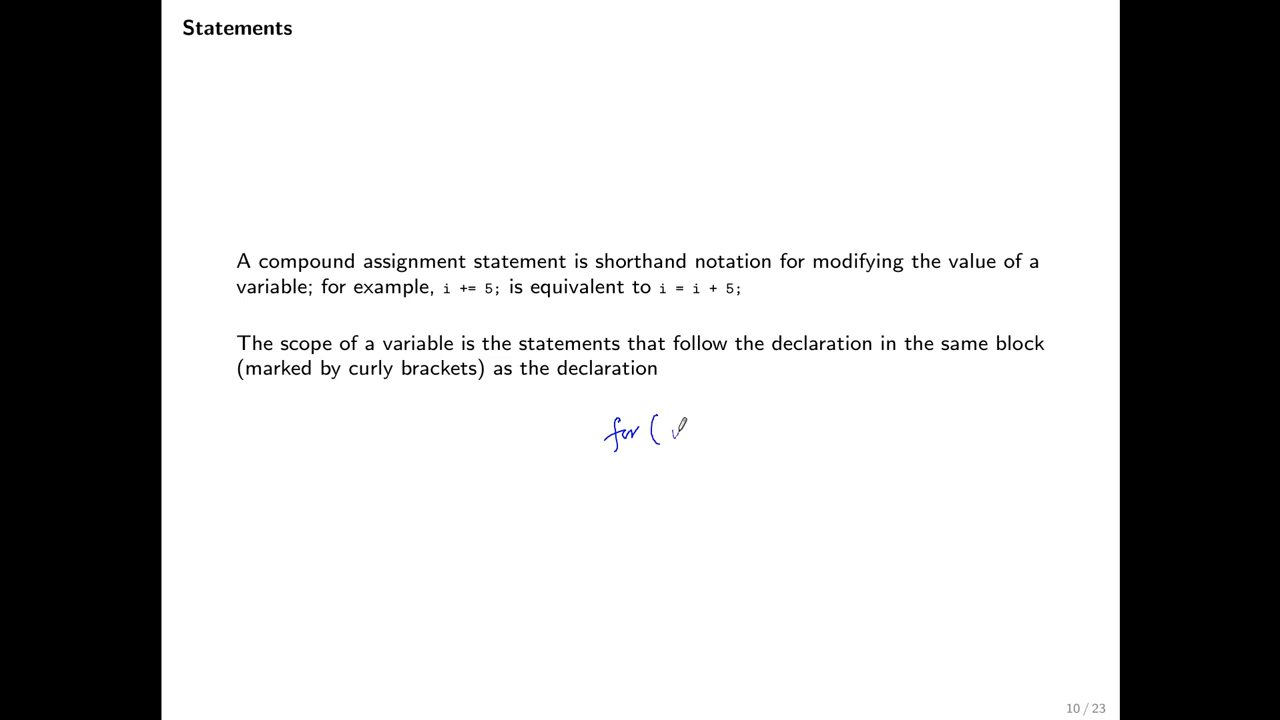 Statements
A compound assignment statement is shorthand notation for modifying the value of a
variable; for example, i += 5; is equivalent to i = i + 5;
The scope of a variable is the statements that follow the declaration in the same block
(marked by curly brackets) as the declaration
for (
10 / 23